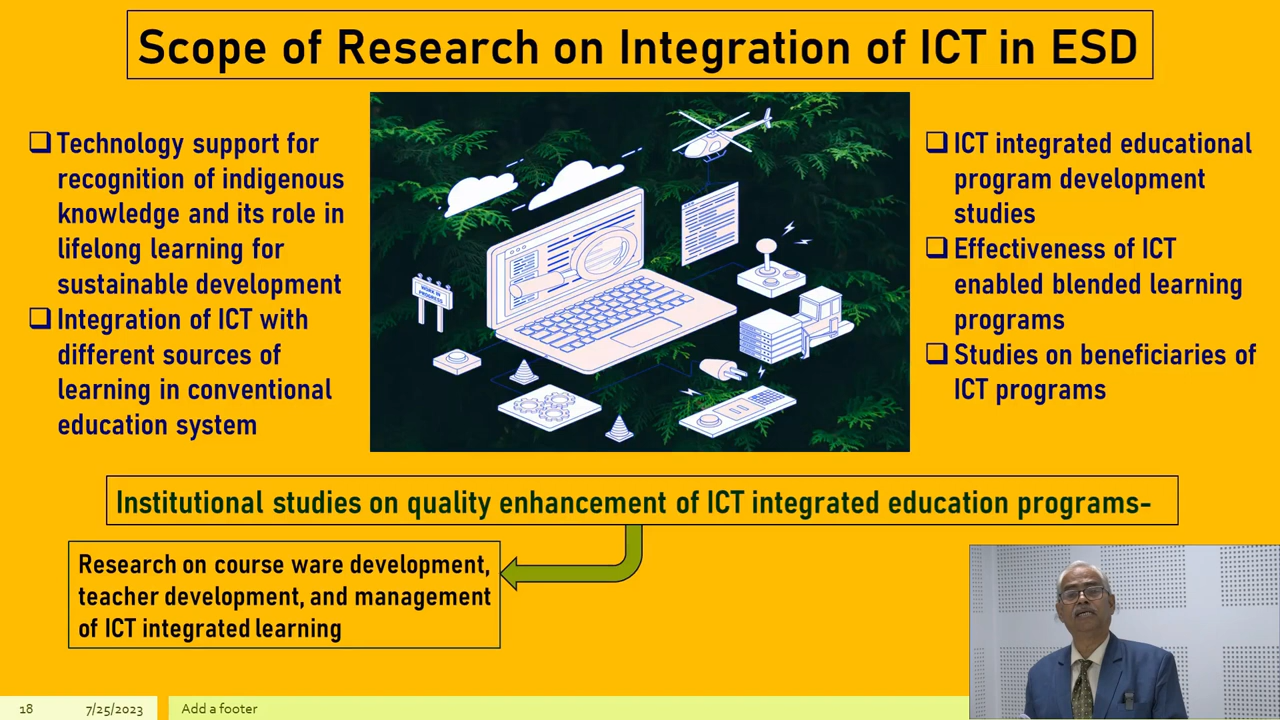 Scope of Research on Integration of ICT in ESD
❑ Technology support for
recognition of indigenous
knowledge and its role in
lifelong learning for
sustainable development
❑ Integration of ICT with
different sources of
learning in conventional
education system
WORK IN
PROGRESS
❑ ICT integrated educational
program development
studies
❑ Effectiveness of ICT
enabled blended learning
programs
❑ Studies on beneficiaries of
ICT programs
Institutional studies on quality enhancement of ICT integrated education programs-
Research on course ware development,
teacher development, and management
of ICT integrated learning
18 7/25/2023 Add a footer